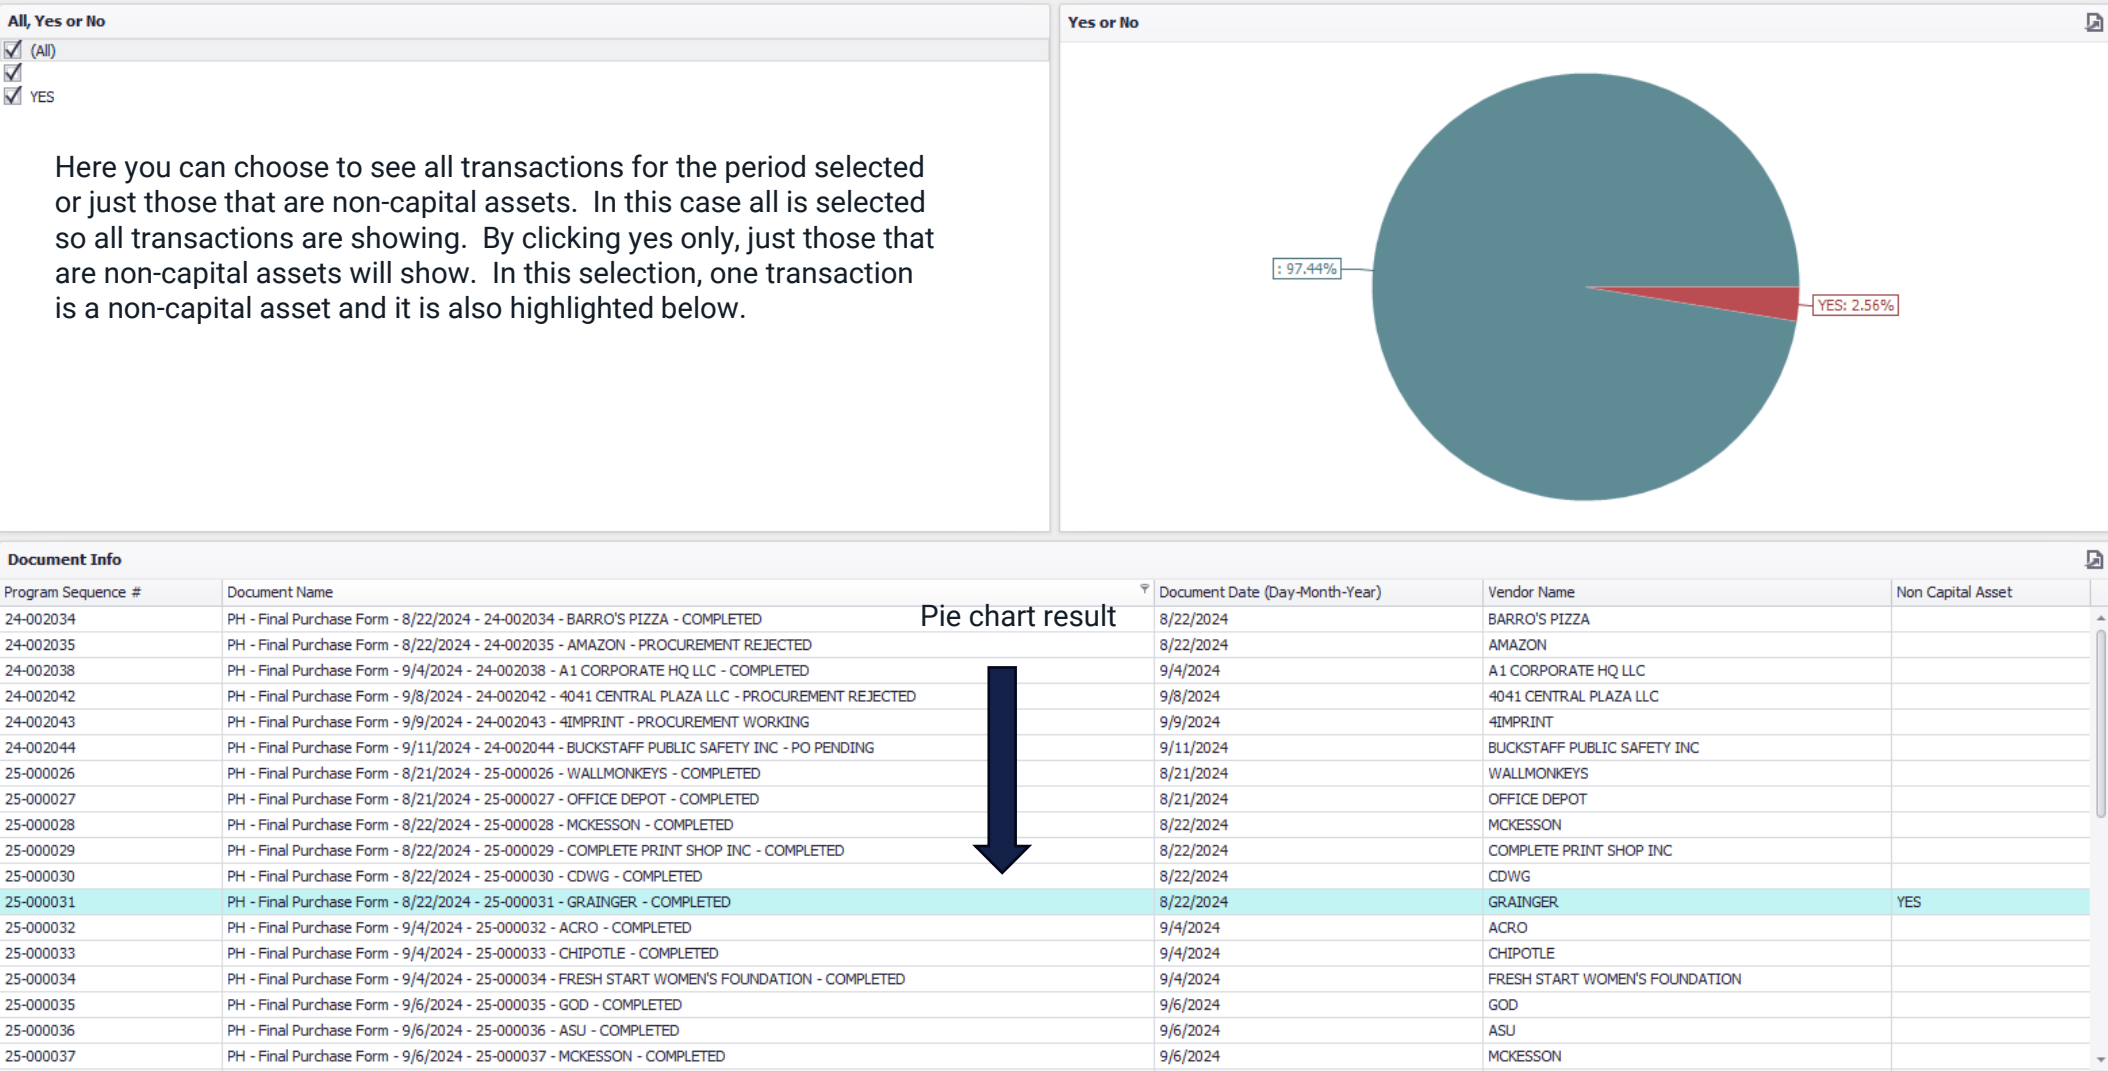 All, Yes or No
(All)
YES
Here you can choose to see all transactions for the period selected
or just those that are non-capital assets.  In this case all is selected
so all transactions are showing.  By clicking yes only, just those that
are non-capital assets will show.  In this selection, one transaction
is a non-capital asset and it is also highlighted below.
Yes or No
: 97.44%
YES: 2.56%
Document Info
Program Sequence # Document Name Document Date (Day-Month-Year) Vendor Name Non Capital Asset
Pie chart result
24-002034 PH - Final Purchase Form - 8/22/2024 - 24-002034 - BARRO'S PIZZA - COMPLETED 8/22/2024 BARRO'S PIZZA
24-002035 PH - Final Purchase Form - 8/22/2024 - 24-002035 - AMAZON - PROCUREMENT REJECTED 8/22/2024 AMAZON
24-002038 PH - Final Purchase Form - 9/4/2024 - 24-002038 - A1 CORPORATE HQ LLC - COMPLETED 9/4/2024 A1 CORPORATE HQ LLC
24-002042 PH - Final Purchase Form - 9/8/2024 - 24-002042 - 4041 CENTRAL PLAZA LLC - PROCUREMENT REJECTED 9/8/2024 4041 CENTRAL PLAZA LLC
24-002043 PH - Final Purchase Form - 9/9/2024 - 24-002043 - 4IMPRINT - PROCUREMENT WORKING 9/9/2024 4IMPRINT
24-002044 PH - Final Purchase Form - 9/11/2024 - 24-002044 - BUCKSTAFF PUBLIC SAFETY INC - PO PENDING 9/11/2024 BUCKSTAFF PUBLIC SAFETY INC
25-000026 PH - Final Purchase Form - 8/21/2024 - 25-000026 - WALLMONKEYS - COMPLETED 8/21/2024 WALLMONKEYS
25-000027 PH - Final Purchase Form - 8/21/2024 - 25-000027 - OFFICE DEPOT - COMPLETED 8/21/2024 OFFICE DEPOT
25-000028 PH - Final Purchase Form - 8/22/2024 - 25-000028 - MCKESSON - COMPLETED 8/22/2024 MCKESSON
25-000029 PH - Final Purchase Form - 8/22/2024 - 25-000029 - COMPLETE PRINT SHOP INC - COMPLETED 8/22/2024 COMPLETE PRINT SHOP INC
25-000030 PH - Final Purchase Form - 8/22/2024 - 25-000030 - CDWG - COMPLETED 8/22/2024 CDWG
25-000031 PH - Final Purchase Form - 8/22/2024 - 25-000031 - GRAINGER - COMPLETED 8/22/2024 GRAINGER YES
25-000032 PH - Final Purchase Form - 9/4/2024 - 25-000032 - ACRO - COMPLETED 9/4/2024 ACRO
25-000033 PH - Final Purchase Form - 9/4/2024 - 25-000033 - CHIPOTLE - COMPLETED 9/4/2024 CHIPOTLE
25-000034 PH - Final Purchase Form - 9/4/2024 - 25-000034 - FRESH START WOMEN'S FOUNDATION - COMPLETED 9/4/2024 FRESH START WOMEN'S FOUNDATION
25-000035 PH - Final Purchase Form - 9/6/2024 - 25-000035 - GOD - COMPLETED 9/6/2024 GOD
25-000036 PH - Final Purchase Form - 9/6/2024 - 25-000036 - ASU - COMPLETED 9/6/2024 ASU
25-000037 PH - Final Purchase Form - 9/6/2024 - 25-000037 - MCKESSON - COMPLETED 9/6/2024 MCKESSON